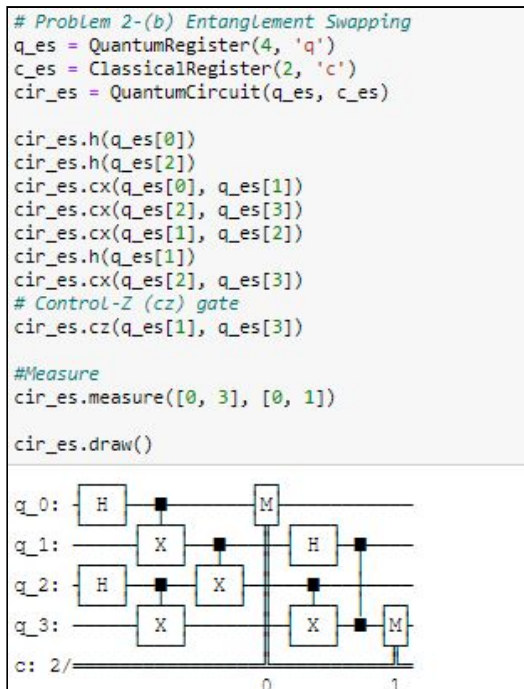 # Problem 2-(b) Entanglement Swapping
q_es = QuantumRegister(4, 'q')
c_es = ClassicalRegister(2, 'c')
cir_es = QuantumCircuit(q_es, c_es)
cir_es.h(q_es[0])
cir_es.h(q_es[2])
cir_es.cx(q_es[0], q_es[1])
cir_es.cx(q_es[2], q_es[3])
cir_es.cx(q_es[1], q_es[2])
cir_es.h(q_es[1])
cir_es.cx(q_es[2], q_es[3])
# Control-Z (cz) gate
cir_es.cz(q_es[1], q_es[3])
#Measure
cir_es.measure([0, 3], [0, 1])
cir_es.draw()
q_0: H M
q_1: X H
q_2: H X
q_3: X X M
c: 2/
0 1